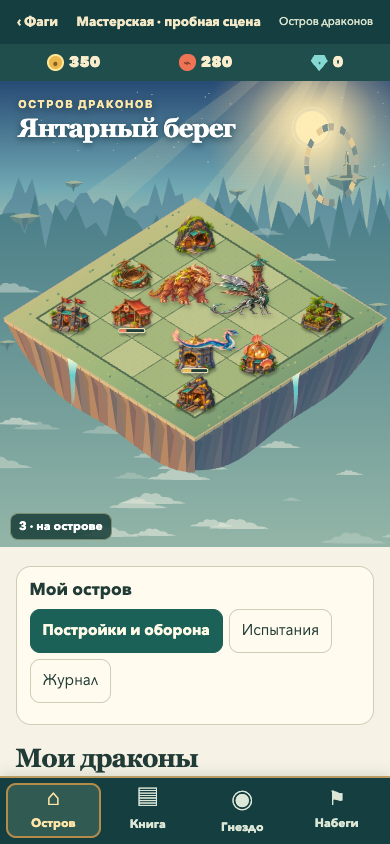 ‹ Фаги Мастерская · пробная сцена Остров драконов
350 280 0
ОСТРОВ ДРАКОНОВ
Янтарный берег
3 · на острове
Мой остров
Постройки и оборона Испытания
Журнал
Мои драконы
Остров Книга Гнездо Набеги